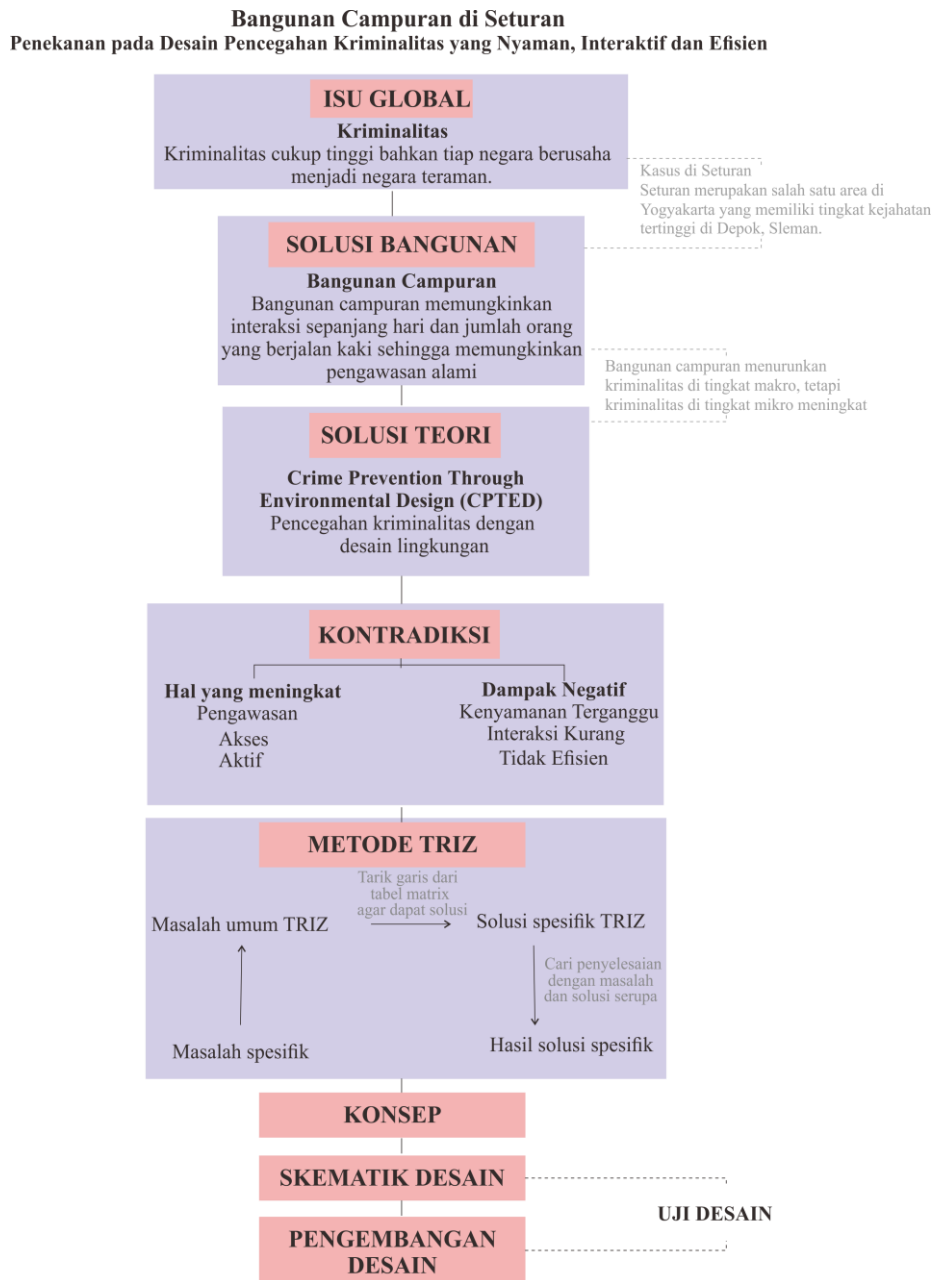 Bangunan Campuran di Seturan
Penekanan pada Desain Pencegahan Kriminalitas yang Nyaman, Interaktif dan Efisien
ISU GLOBAL
Kriminalitas
Kriminalitas cukup tinggi bahkan tiap negara berusaha
menjadi negara teraman.
Kasus di Seturan
Seturan merupakan salah satu area di
Yogyakarta yang memiliki tingkat kejahatan
tertinggi di Depok, Sleman.
SOLUSI BANGUNAN
Bangunan Campuran
Bangunan campuran memungkinkan
interaksi sepanjang hari dan jumlah orang
yang berjalan kaki sehingga memungkinkan
pengawasan alami
Bangunan campuran menurunkan
kriminalitas di tingkat makro, tetapi
kriminalitas di tingkat mikro meningkat
SOLUSI TEORI
Crime Prevention Through
Environmental Design (CPTED)
Pencegahan kriminalitas dengan
desain lingkungan
KONTRADIKSI
Hal yang meningkat
Pengawasan
Akses
Aktif
Dampak Negatif
Kenyamanan Terganggu
Interaksi Kurang
Tidak Efisien
METODE TRIZ
Tarik garis dari
tabel matrix
agar dapat solusi
Masalah umum TRIZ
Solusi spesifik TRIZ
Cari penyelesaian
dengan masalah
dan solusi serupa
Masalah spesifik
Hasil solusi spesifik
KONSEP
SKEMATIK DESAIN
UJI DESAIN
PENGEMBANGAN
DESAIN